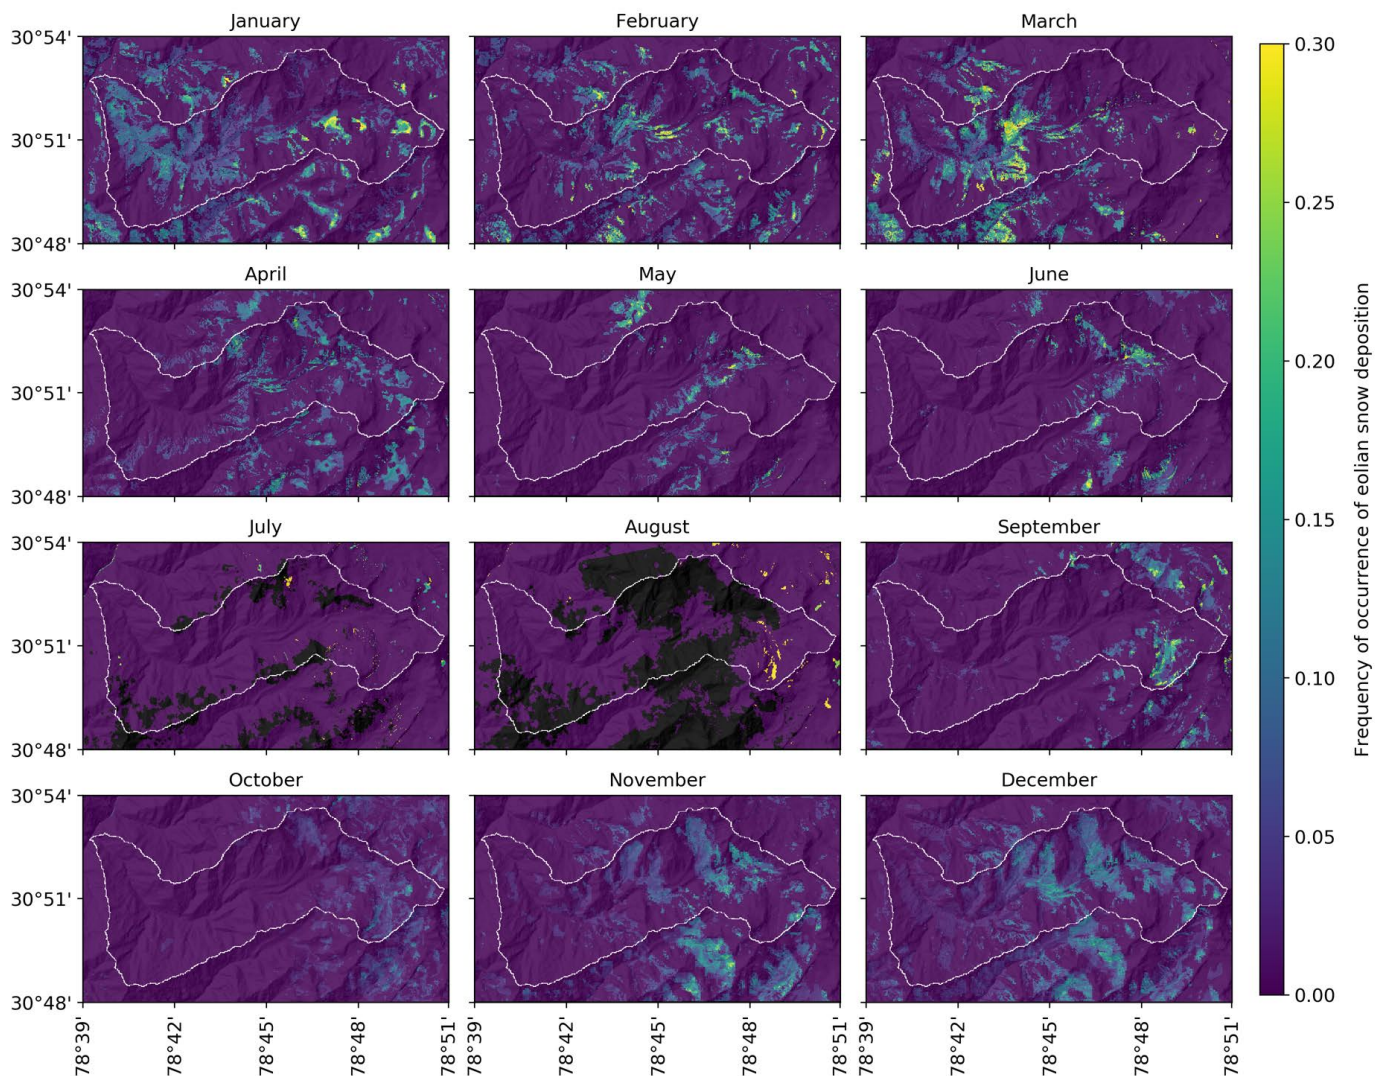 January
February
March
30°54'
30°51'
30°48'
April
May
June
30°54'
30°51'
30°48'
July
August
September
30°54'
30°51'
30°48'
October
November
December
30°54'
30°51'
30°48'
78°39'
78°42'
78°45'
78°48'
78°51'
78°39'
78°42'
78°45'
78°48'
78°51'
78°39'
78°42'
78°45'
78°48'
78°51'
0.30
0.25
0.20
0.15
0.10
0.05
0.00
Frequency of occurrence of eolian snow deposition